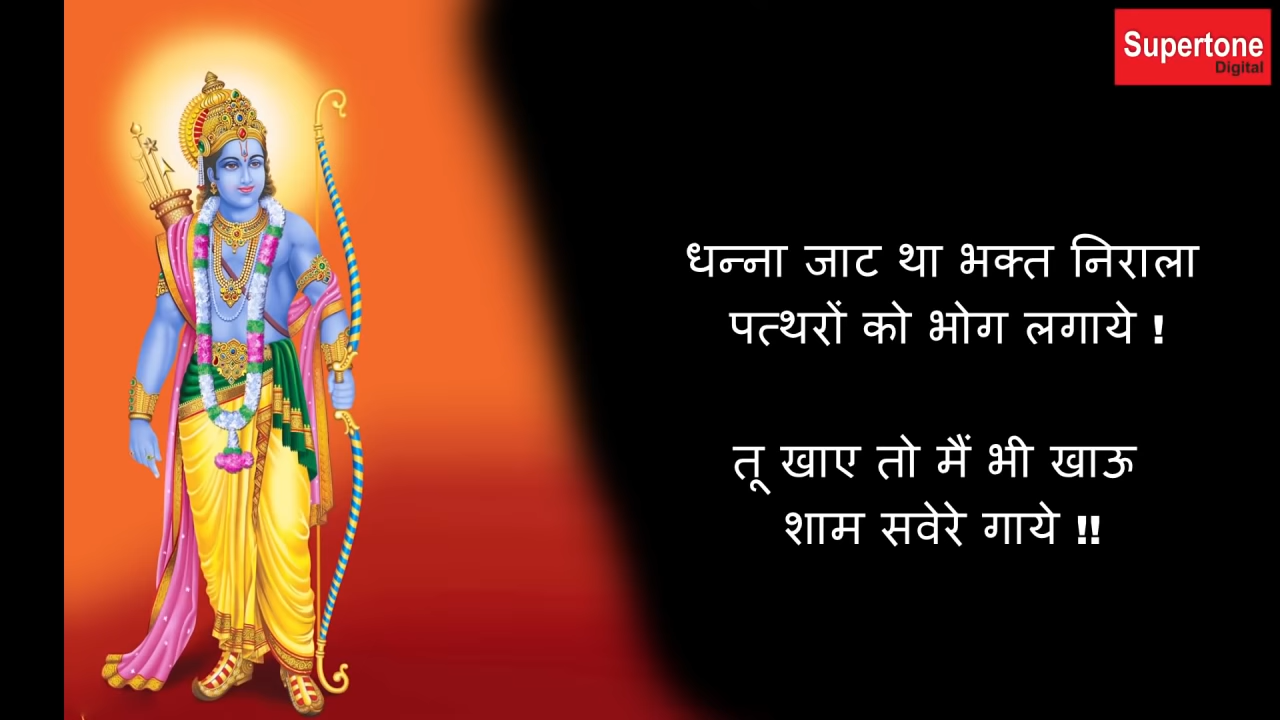 Supertone
Digital
धन्ना जाट था भक्त निराला
पत्थरों को भोग लगाये !
तू खाए तो मैं भी खाऊ
शाम सवेरे गाये !!